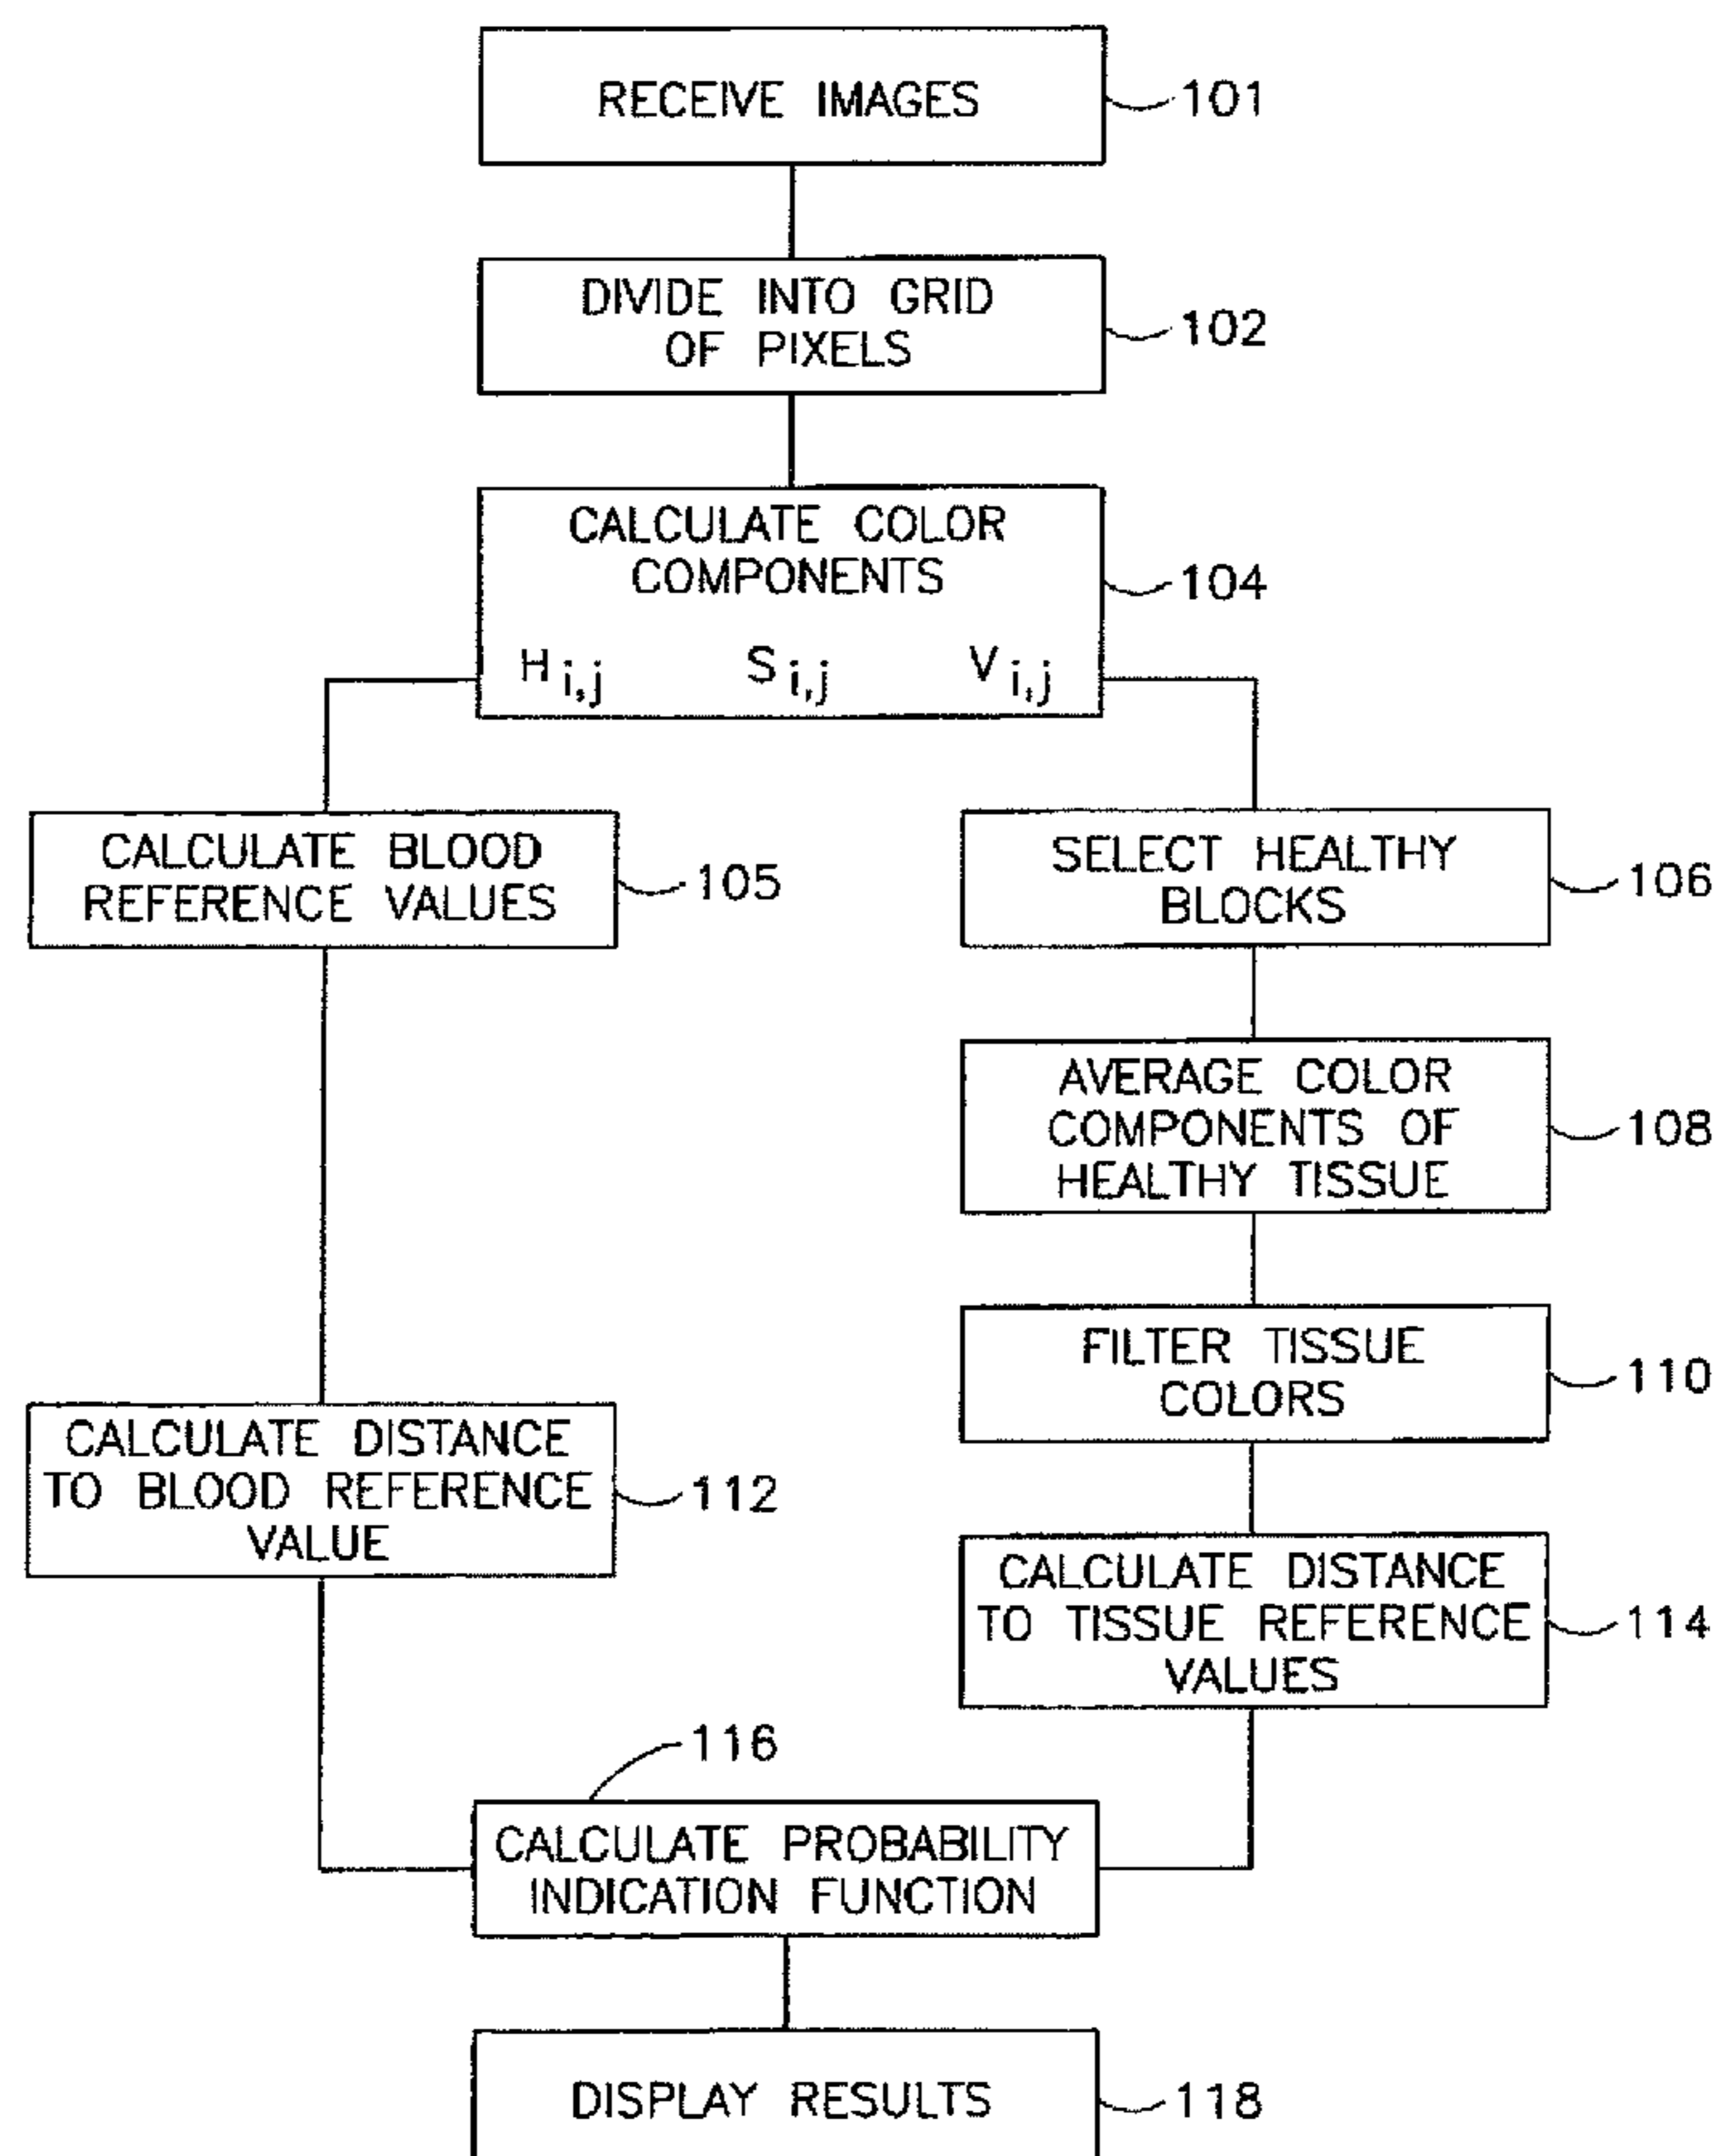 RECEIVE IMAGES
101
DIVIDE INTO GRID
OF PIXELS
102
CALCULATE COLOR
COMPONENTS
104
H i,j S i,j V i,j
CALCULATE BLOOD
REFERENCE VALUES
105
SELECT HEALTHY
BLOCKS
106
AVERAGE COLOR
COMPONENTS OF
HEALTHY TISSUE
108
FILTER TISSUE
COLORS
110
CALCULATE DISTANCE
TO BLOOD REFERENCE
VALUE
112
CALCULATE DISTANCE
TO TISSUE REFERENCE
VALUES
114
116
CALCULATE PROBABILITY
INDICATION FUNCTION
DISPLAY RESULTS
118